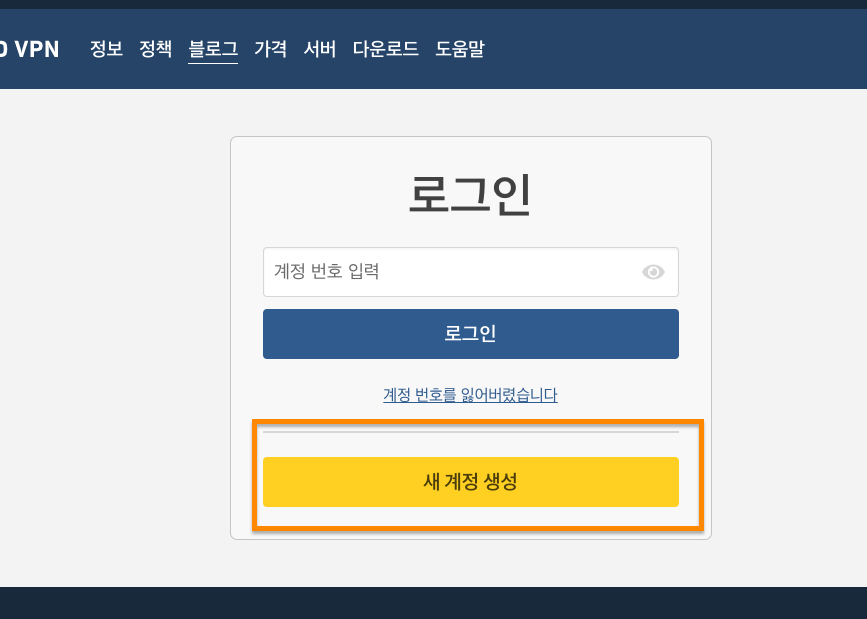 VPN 정보 정책 블로그 가격 서버 다운로드 도움말
로그인
계정 번호 입력
로그인
계정 번호를 잃어버렸습니다
새 계정 생성